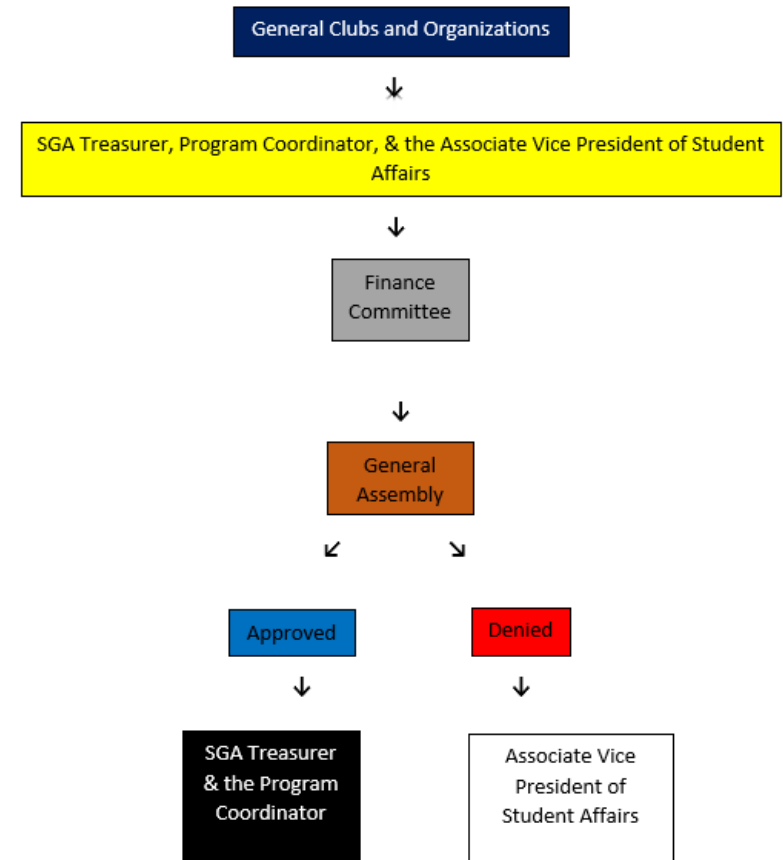 General Clubs and Organizations
SGA Treasurer, Program Coordinator, & the Associate Vice President of Student
Affairs
Finance
Committee
General
Assembly
Approved
Denied
SGA Treasurer
& the Program
Coordinator
Associate Vice
President of
Student Affairs